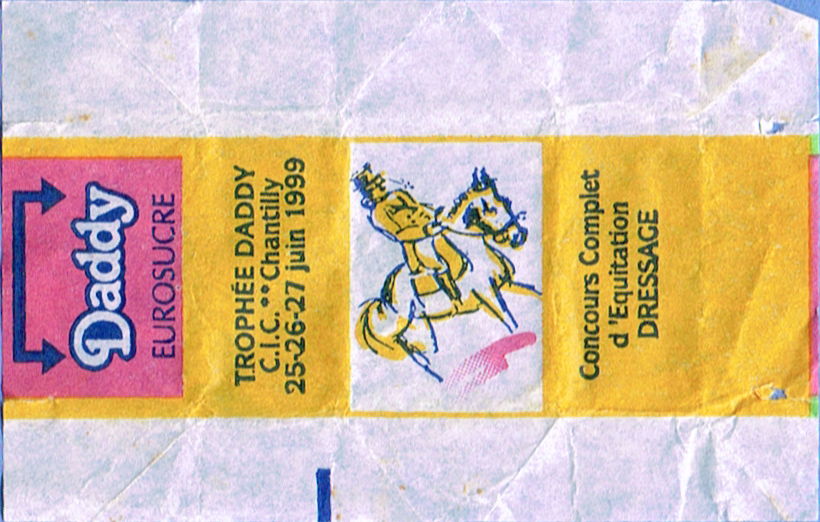 Daddy
EUROSUCRE
TROPHÉE DADDY
C.I.C. ** Chantilly
25-26-27 juin 1999
Concours Complet
d'Equitation
DRESSAGE